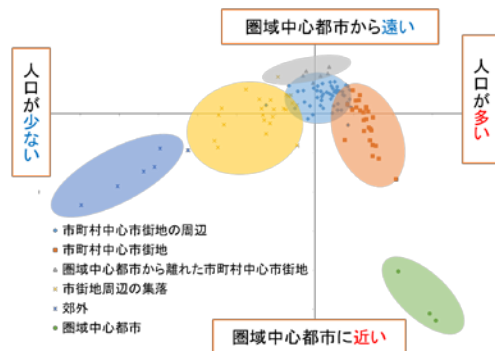 圏域中心都市から遠い
人口が少ない
人口が多い
市町村中心市街地の周辺
市町村中心市街地
圏域中心都市から離れた市町村中心市街地
市街地周辺の集落
郊外
圏域中心都市
圏域中心都市に近い